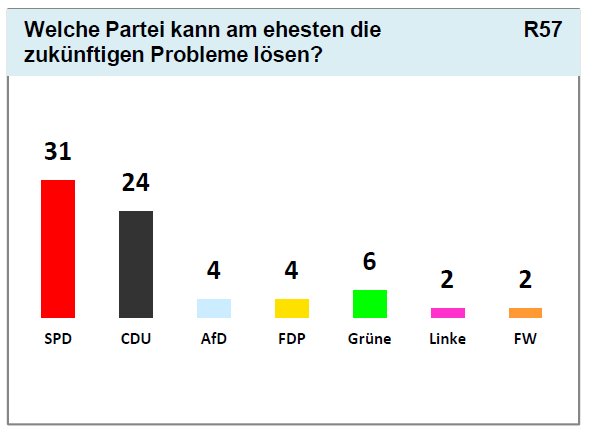 Welche Partei kann am ehesten die R57
zukünftigen Probleme lösen?
31
24
4 4 6 2 2
SPD CDU AfD FDP Grüne Linke FW